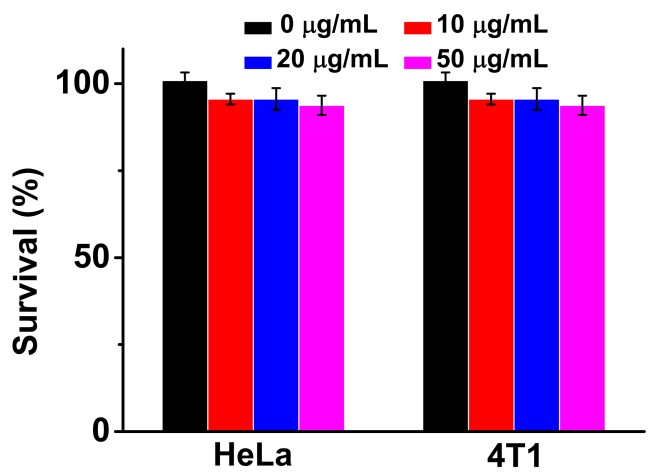 0 μg/mL 10 μg/mL
20 μg/mL 50 μg/mL
100
50
0
Survival (%)
HeLa 4T1